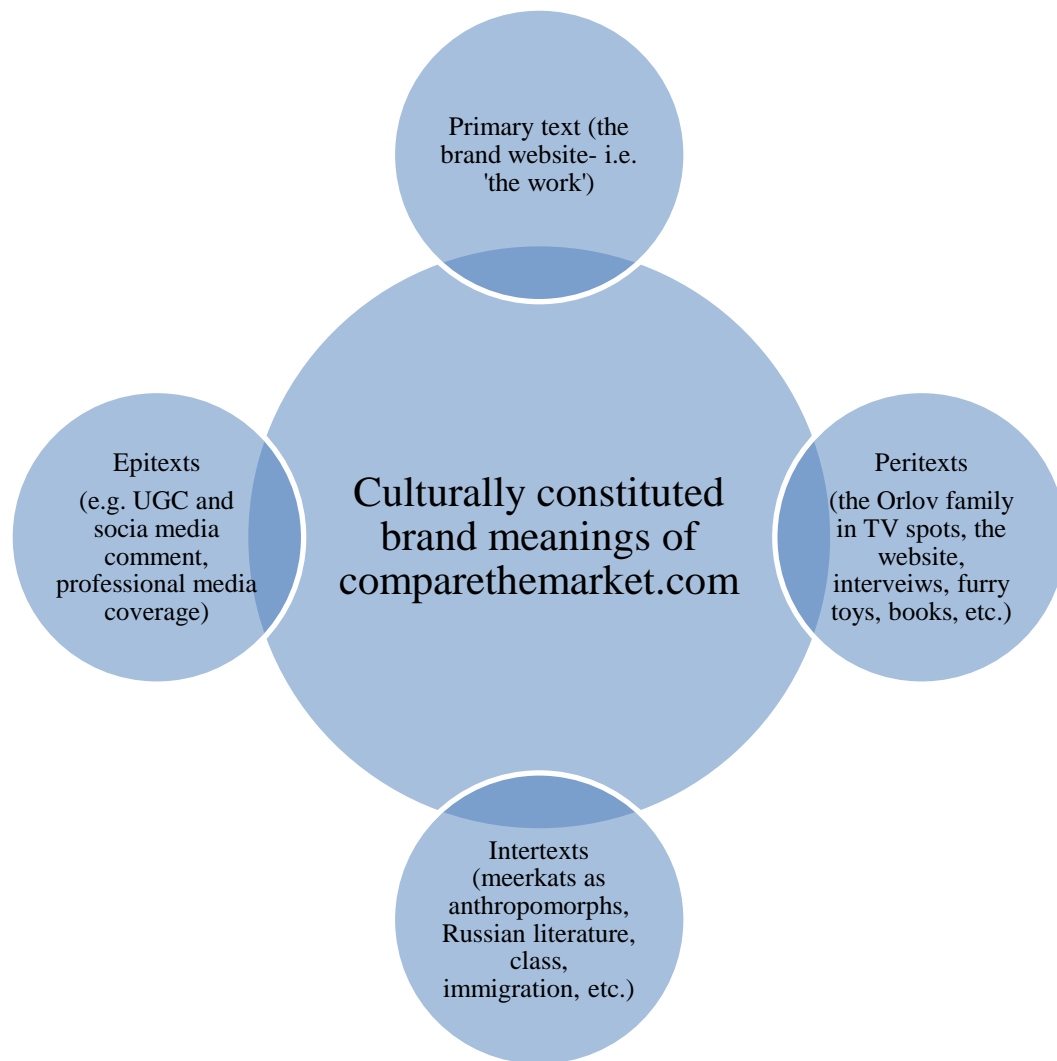 Primary text (the
brand website- i.e.
'the work')
Epitexts
(e.g. UGC and
socia media
comment,
professional media
coverage)
Culturally constituted
brand meanings of
comparethemarket.com
Peritexts
(the Orlov family
in TV spots, the
website,
interveiws, furry
toys, books, etc.)
Intertexts
(meerkats as
anthropomorphs,
Russian literature,
class,
immigration, etc.)